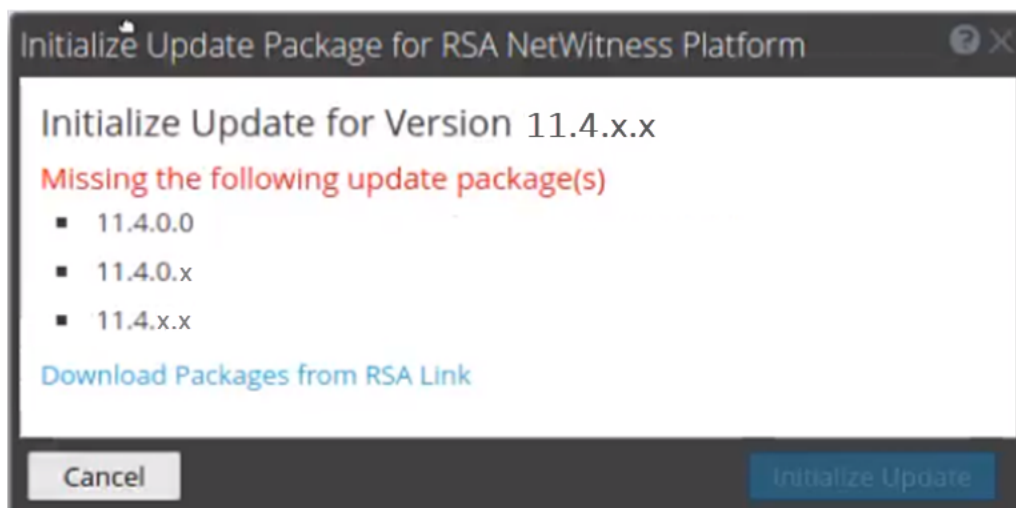 Initialize Update Package for RSA NetWitness Platform
Initialize Update for Version 11.4.x.x
Missing the following update package(s)
11.4.0.0
11.4.0.x
11.4.x.x
Download Packages from RSA Link
Cancel
Initialize Update